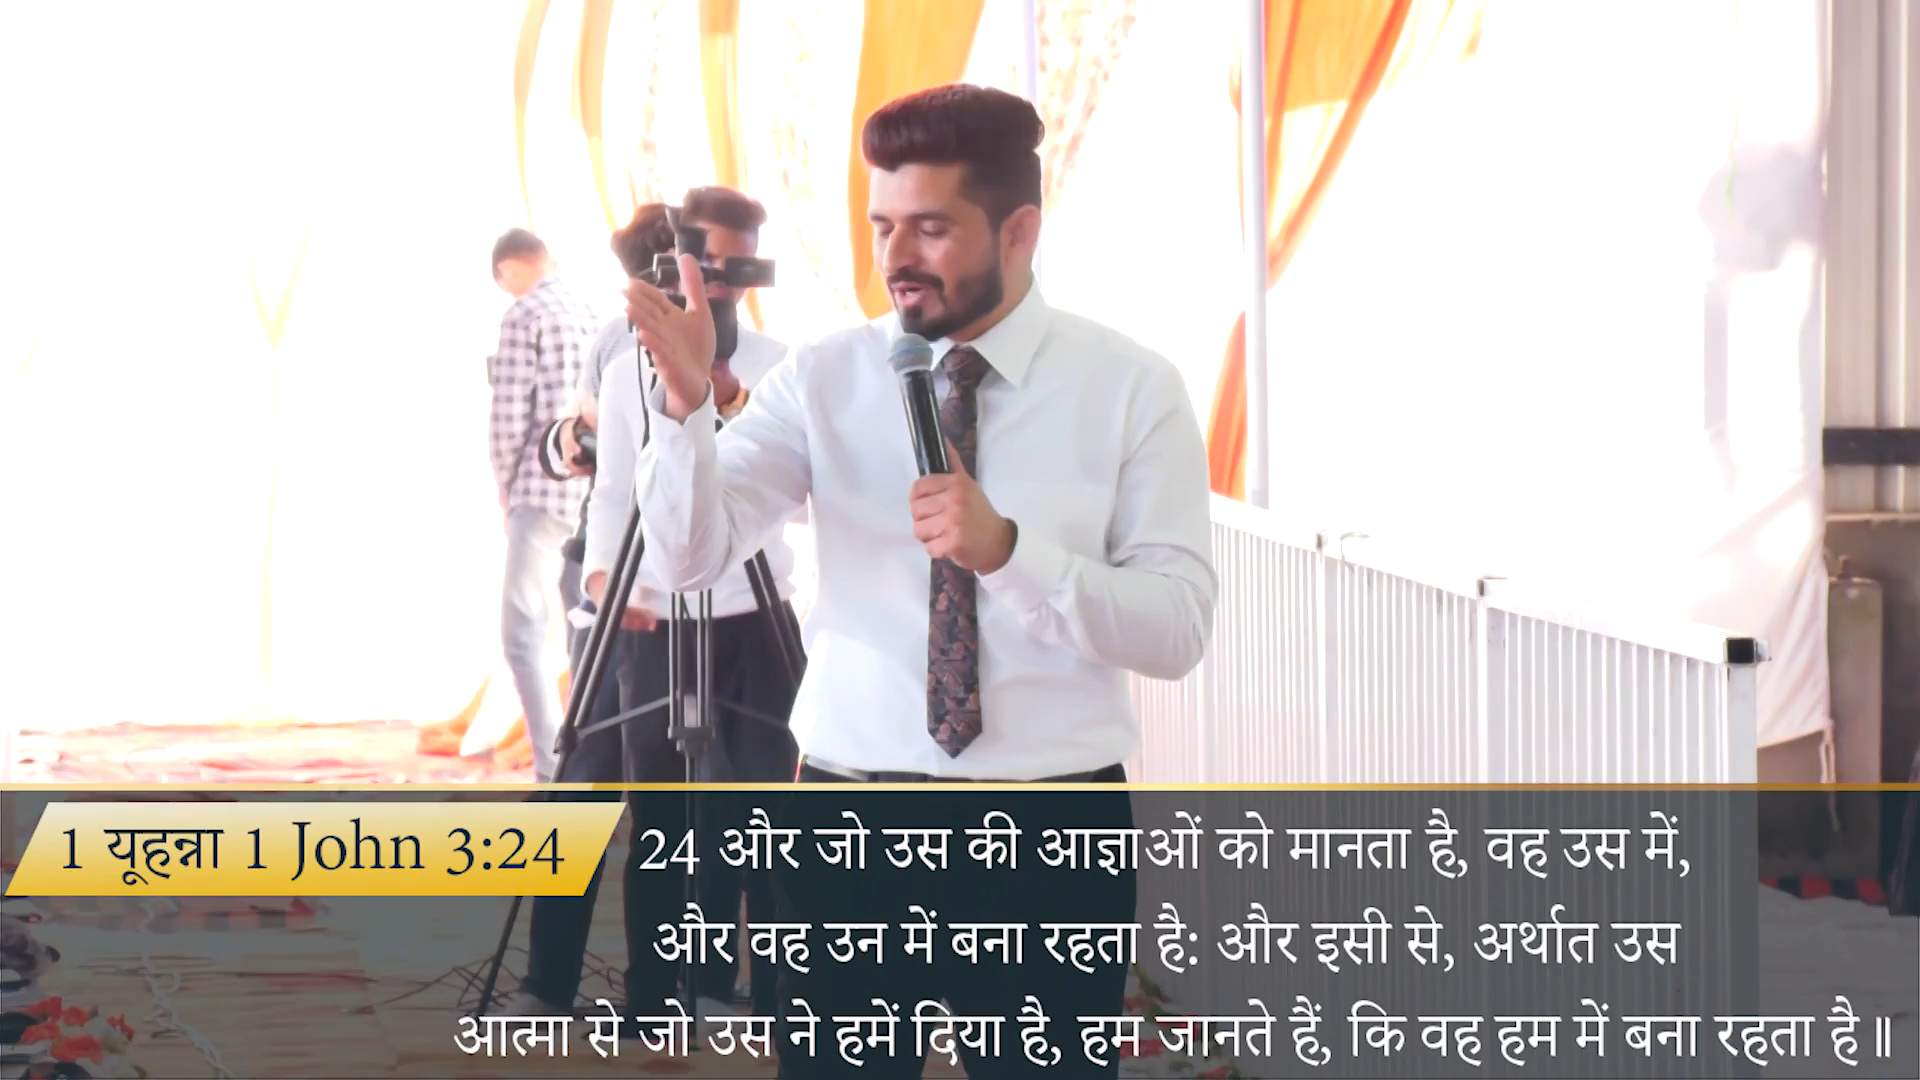 1 यूहन्ना 1 John 3:24
24 और जो उस की आज्ञाओं को मानता है, वह उस में,
और वह उन में बना रहता है: और इसी से, अर्थात उस
आत्मा से जो उस ने हमें दिया है, हम जानते हैं, कि वह हम में बना रहता है॥